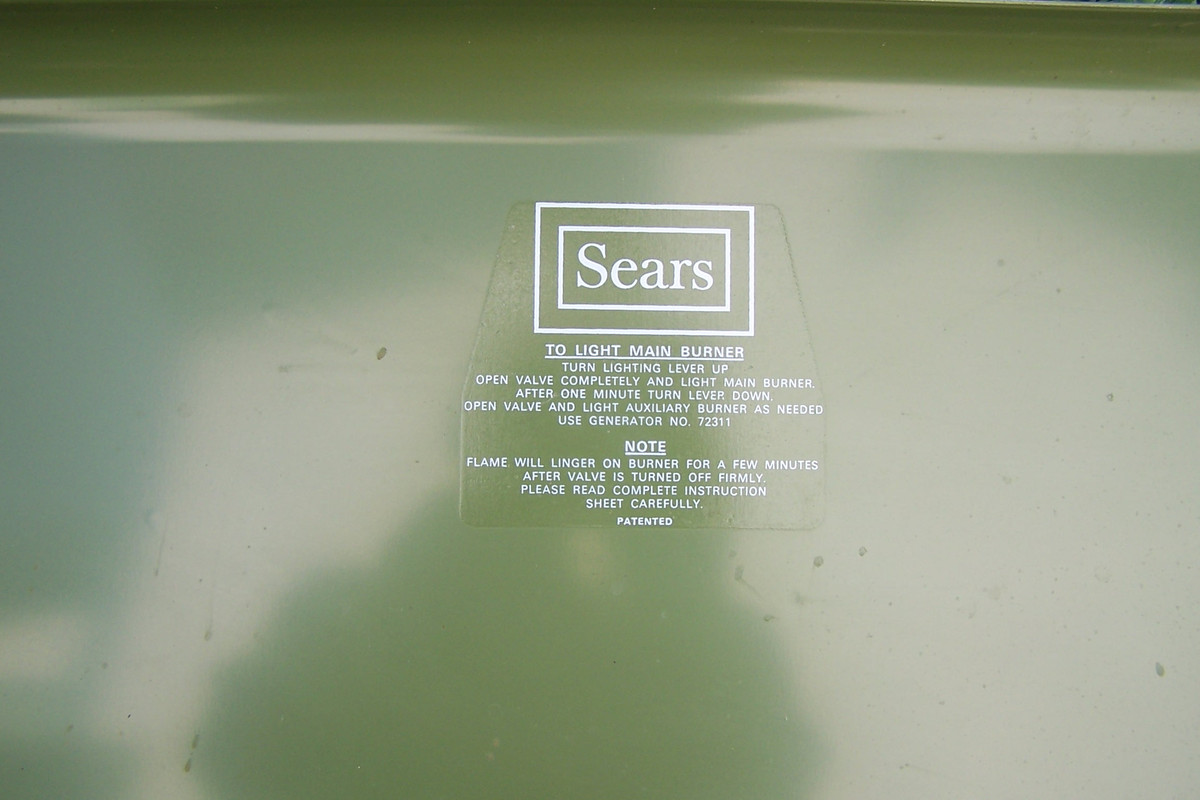 Sears
TO LIGHT MAIN BURNER
TURN LIGHTING LEVER UP
OPEN VALVE COMPLETELY AND LIGHT MAIN BURNER.
AFTER ONE MINUTE TURN LEVER DOWN.
OPEN VALVE AND LIGHT AUXILIARY BURNER AS NEEDED
USE GENERATOR NO. 72311
NOTE
FLAME WILL LINGER ON BURNER FOR A FEW MINUTES
AFTER VALVE IS TURNED OFF FIRMLY.
PLEASE READ COMPLETE INSTRUCTION
SHEET CAREFULLY.
PATENTED